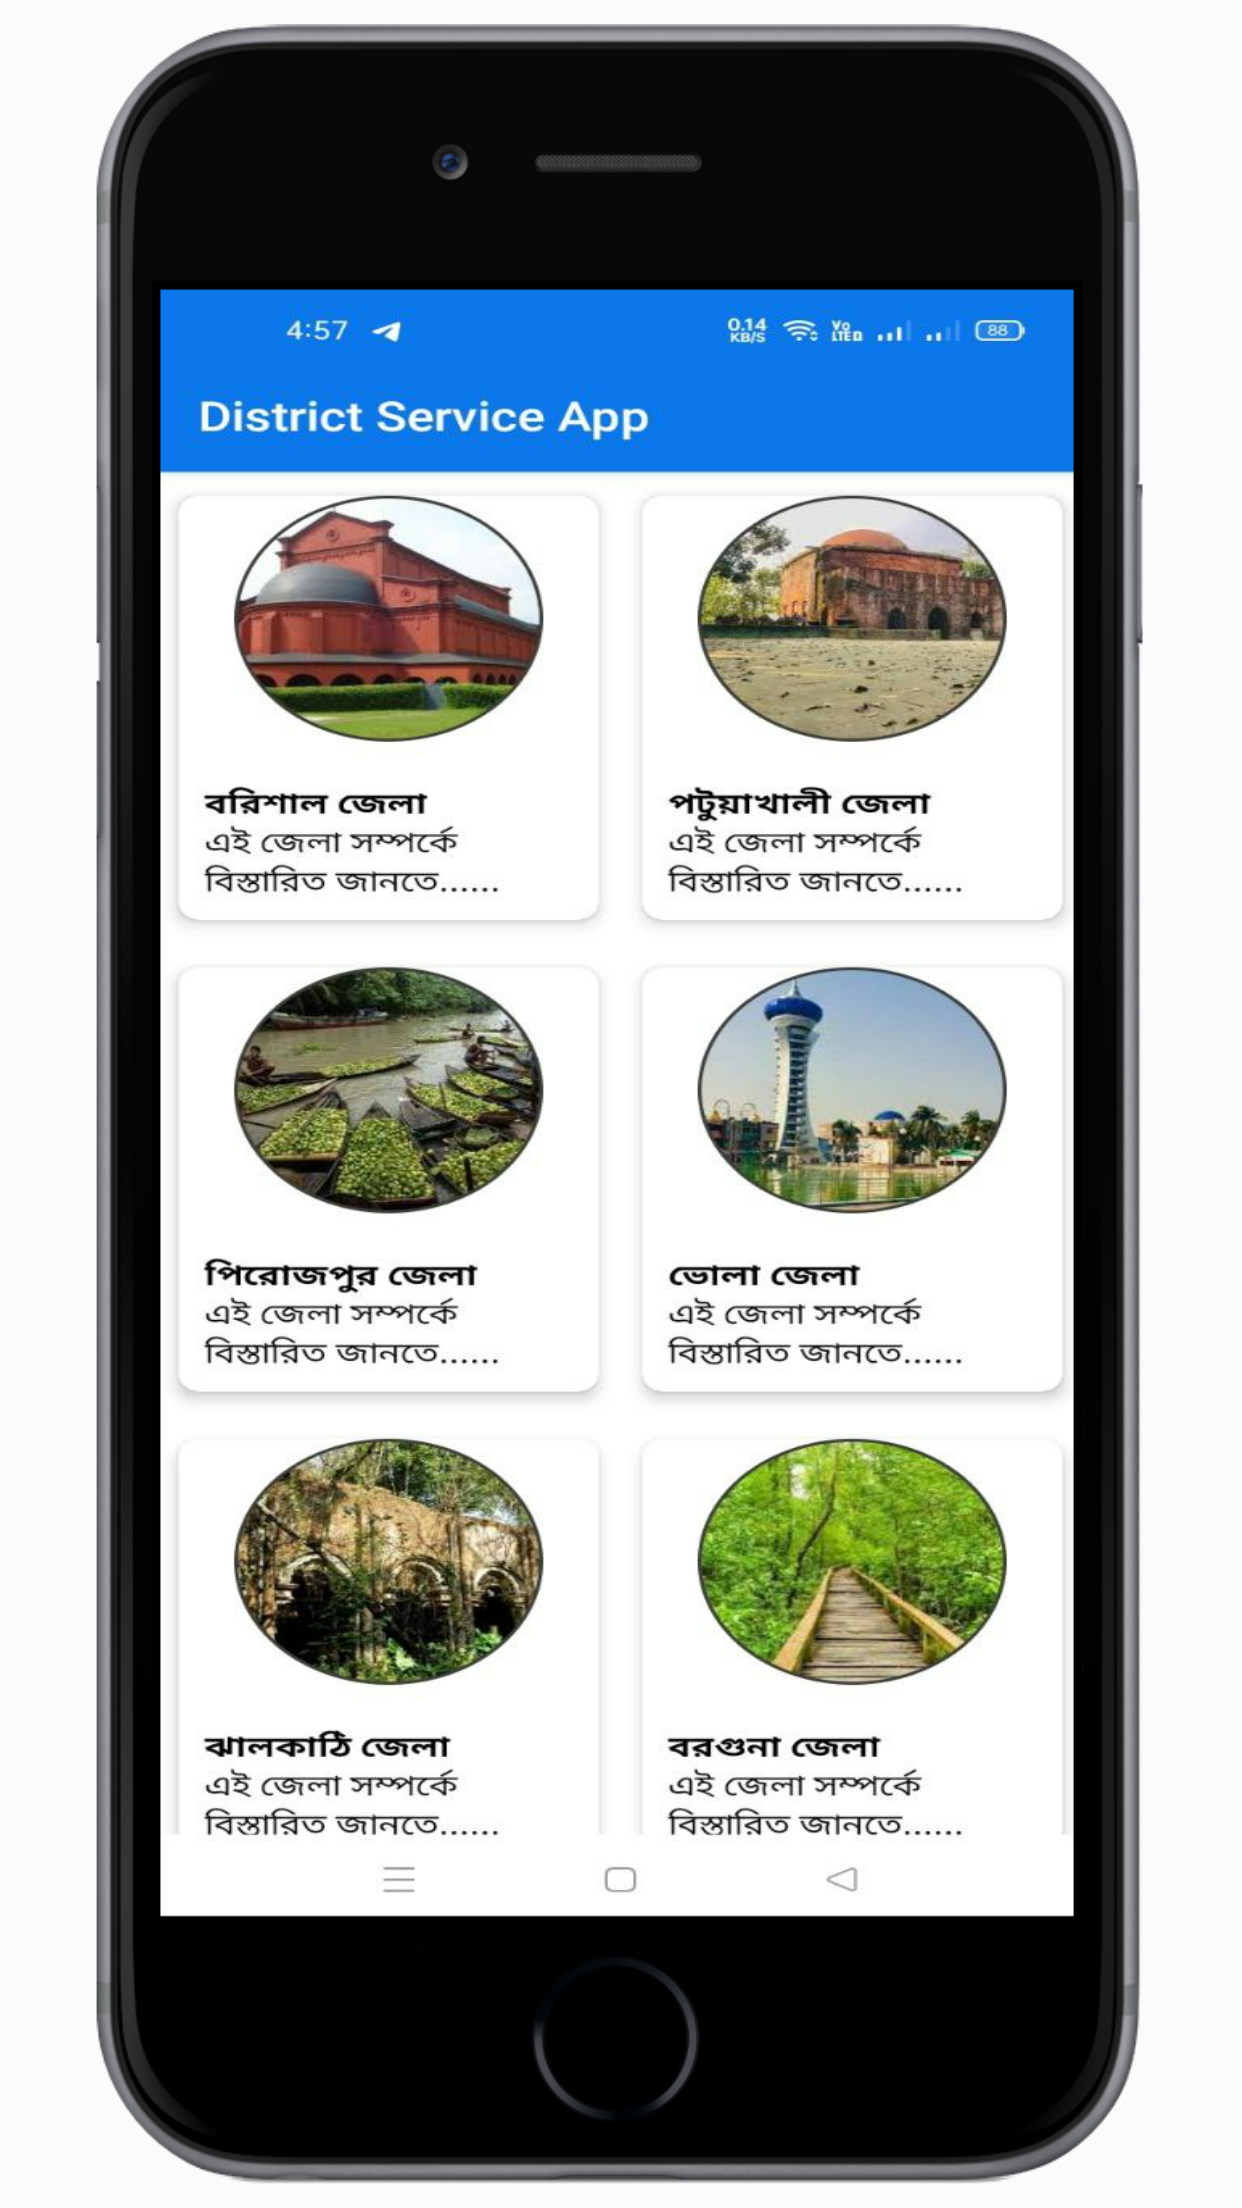 4:57
0.14 KB/S
Vo LTED
88
District Service App
বরিশাল জেলা
এই জেলা সম্পর্কে
বিস্তারিত জানতে......
পটুয়াখালী জেলা
এই জেলা সম্পর্কে
বিস্তারিত জানতে......
পিরোজপুর জেলা
এই জেলা সম্পর্কে
বিস্তারিত জানতে......
ভোলা জেলা
এই জেলা সম্পর্কে
বিস্তারিত জানতে......
ঝালকাঠি জেলা
এই জেলা সম্পর্কে
বিস্তারিত জানতে......
বরগুনা জেলা
এই জেলা সম্পর্কে
বিস্তারিত জানতে......